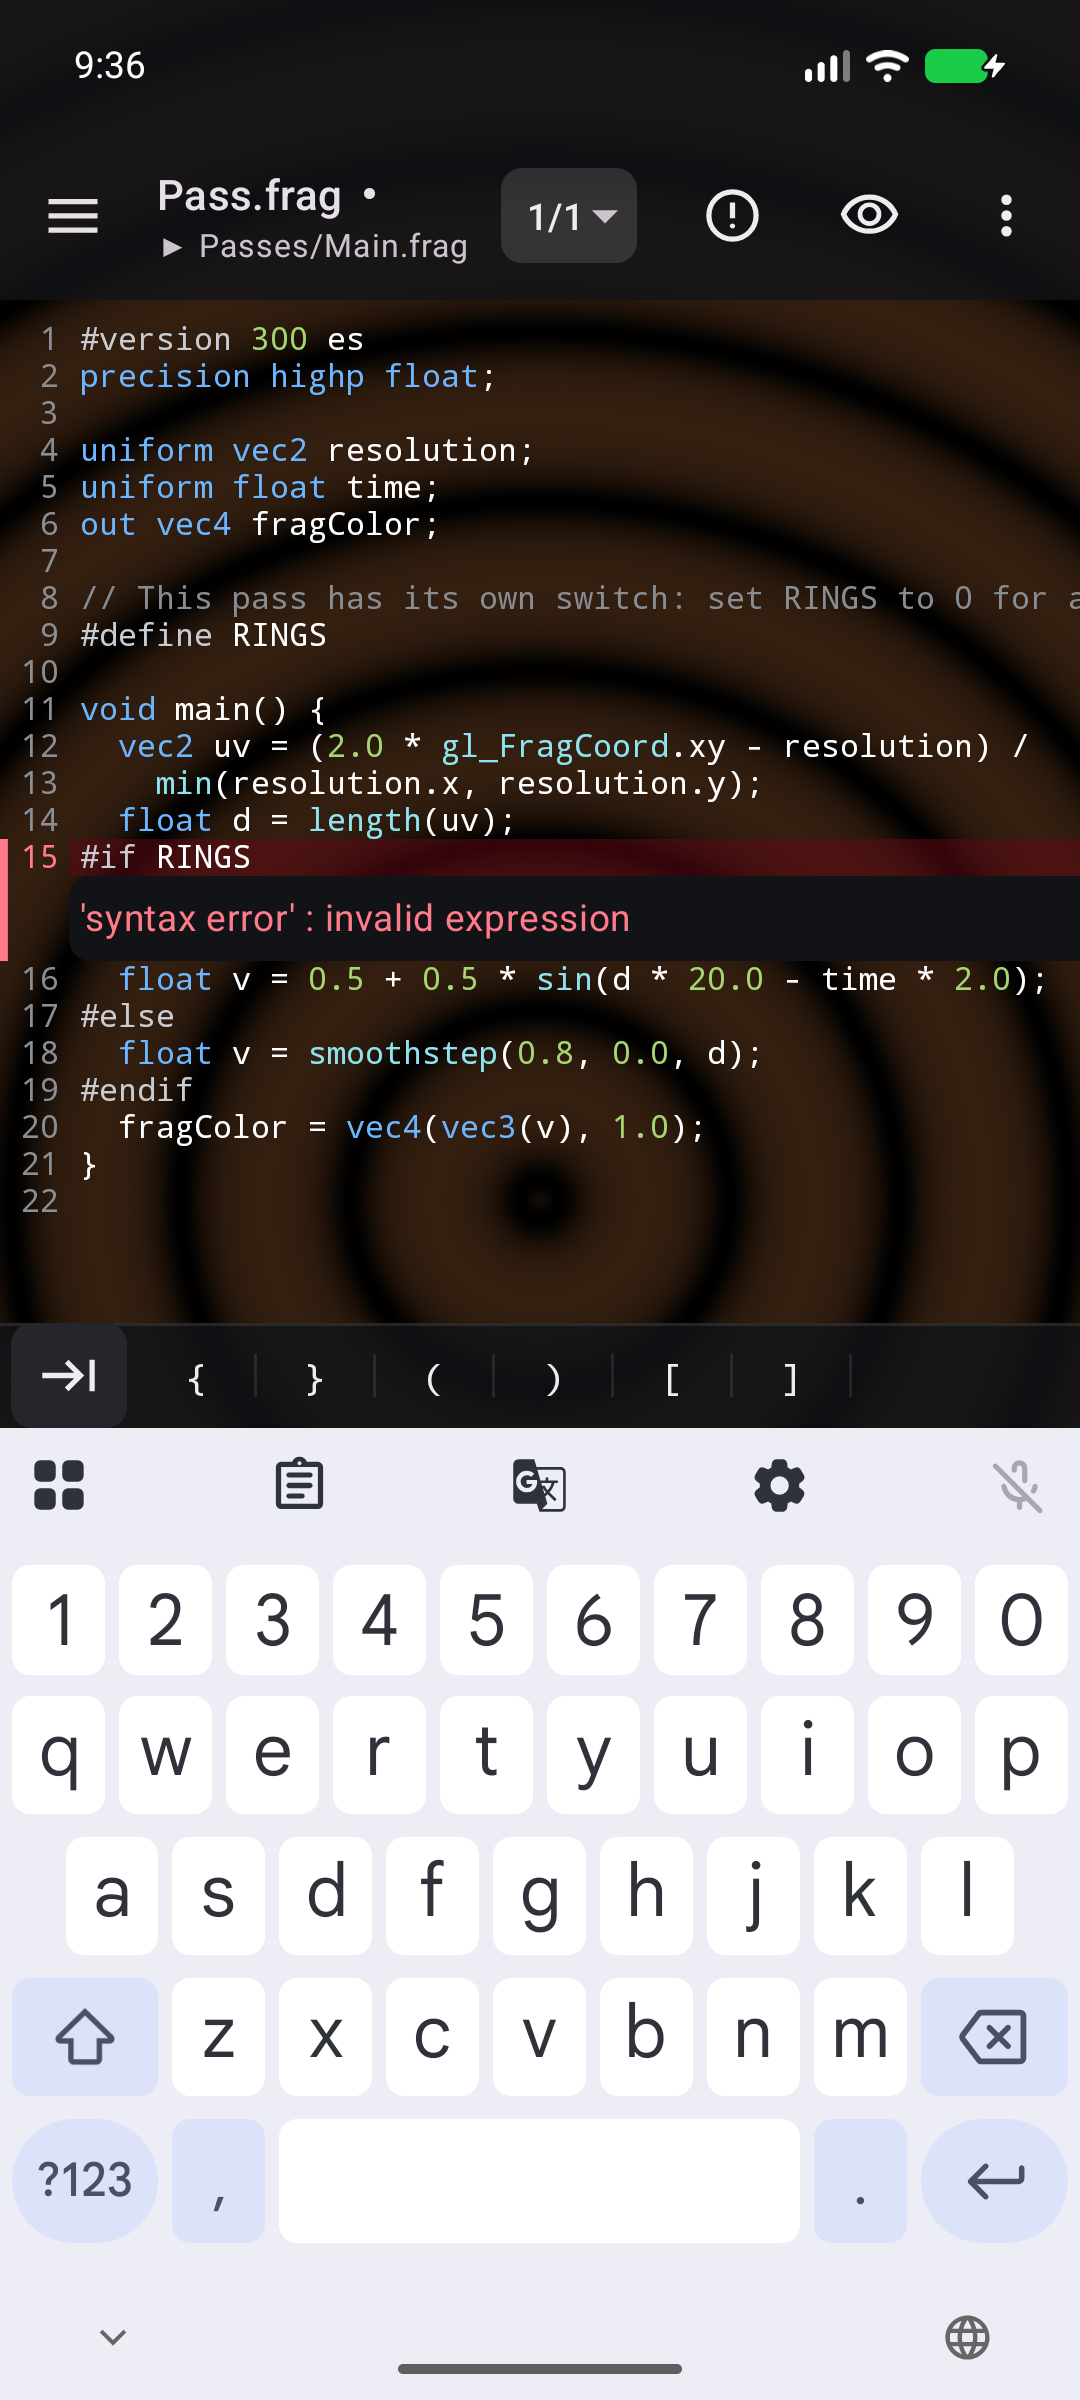 9:36
Pass.frag •
► Passes/Main.frag
1/1
1 #version 300 es
2 precision highp float;
3
4 uniform vec2 resolution;
5 uniform float time;
6 out vec4 fragColor;
7
8 // This pass has its own switch: set RINGS to 0 for a
9 #define RINGS
10
11 void main() {
12   vec2 uv = (2.0 * gl_FragCoord.xy - resolution) /
13     min(resolution.x, resolution.y);
14   float d = length(uv);
15 #if RINGS
'syntax error' : invalid expression
16   float v = 0.5 + 0.5 * sin(d * 20.0 - time * 2.0);
17 #else
18   float v = smoothstep(0.8, 0.0, d);
19 #endif
20   fragColor = vec4(vec3(v), 1.0);
21 }
22
{ } ( ) [ ]
1 2 3 4 5 6 7 8 9 0
q w e r t y u i o p
a s d f g h j k l
z x c v b n m
?123 , .